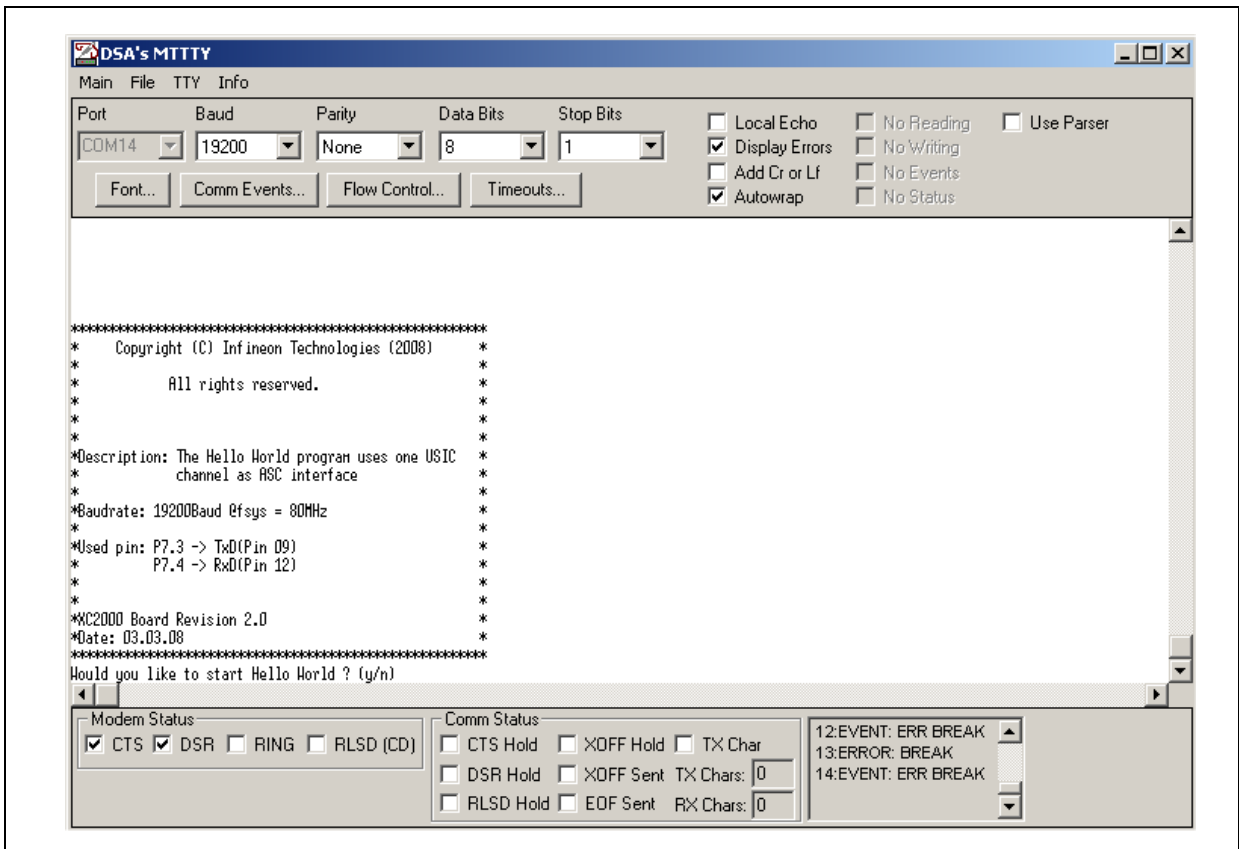 DSA's MTTTY
Main File TTY Info
Port Baud Parity Data Bits Stop Bits
COM14 19200 None 8 1
Font... Comm Events... Flow Control... Timeouts...
Local Echo No Reading Use Parser
Display Errors No Writing
Add Cr or Lf No Events
Autowrap No Status
*******************************************************
* Copyright (C) Infineon Technologies (2008) *
* *
* All rights reserved. *
* *
* *
* *
*Description: The Hello World program uses one USIC *
* channel as ASC interface *
* *
*Baudrate: 19200Baud @fsys = 80MHz *
* *
*Used pin: P7.3 -> TxD(Pin 09) *
* P7.4 -> RxD(Pin 12) *
* *
* *
*XC2000 Board Revision 2.0 *
*Date: 03.03.08 *
*******************************************************
Would you like to start Hello World ? (y/n)
Modem Status
CTS DSR RING RLSD (CD)
Comm Status
CTS Hold XOFF Hold TX Char
DSR Hold XOFF Sent TX Chars: 0
RLSD Hold EOF Sent RX Chars: 0
12:EVENT: ERR BREAK
13:ERROR: BREAK
14:EVENT: ERR BREAK